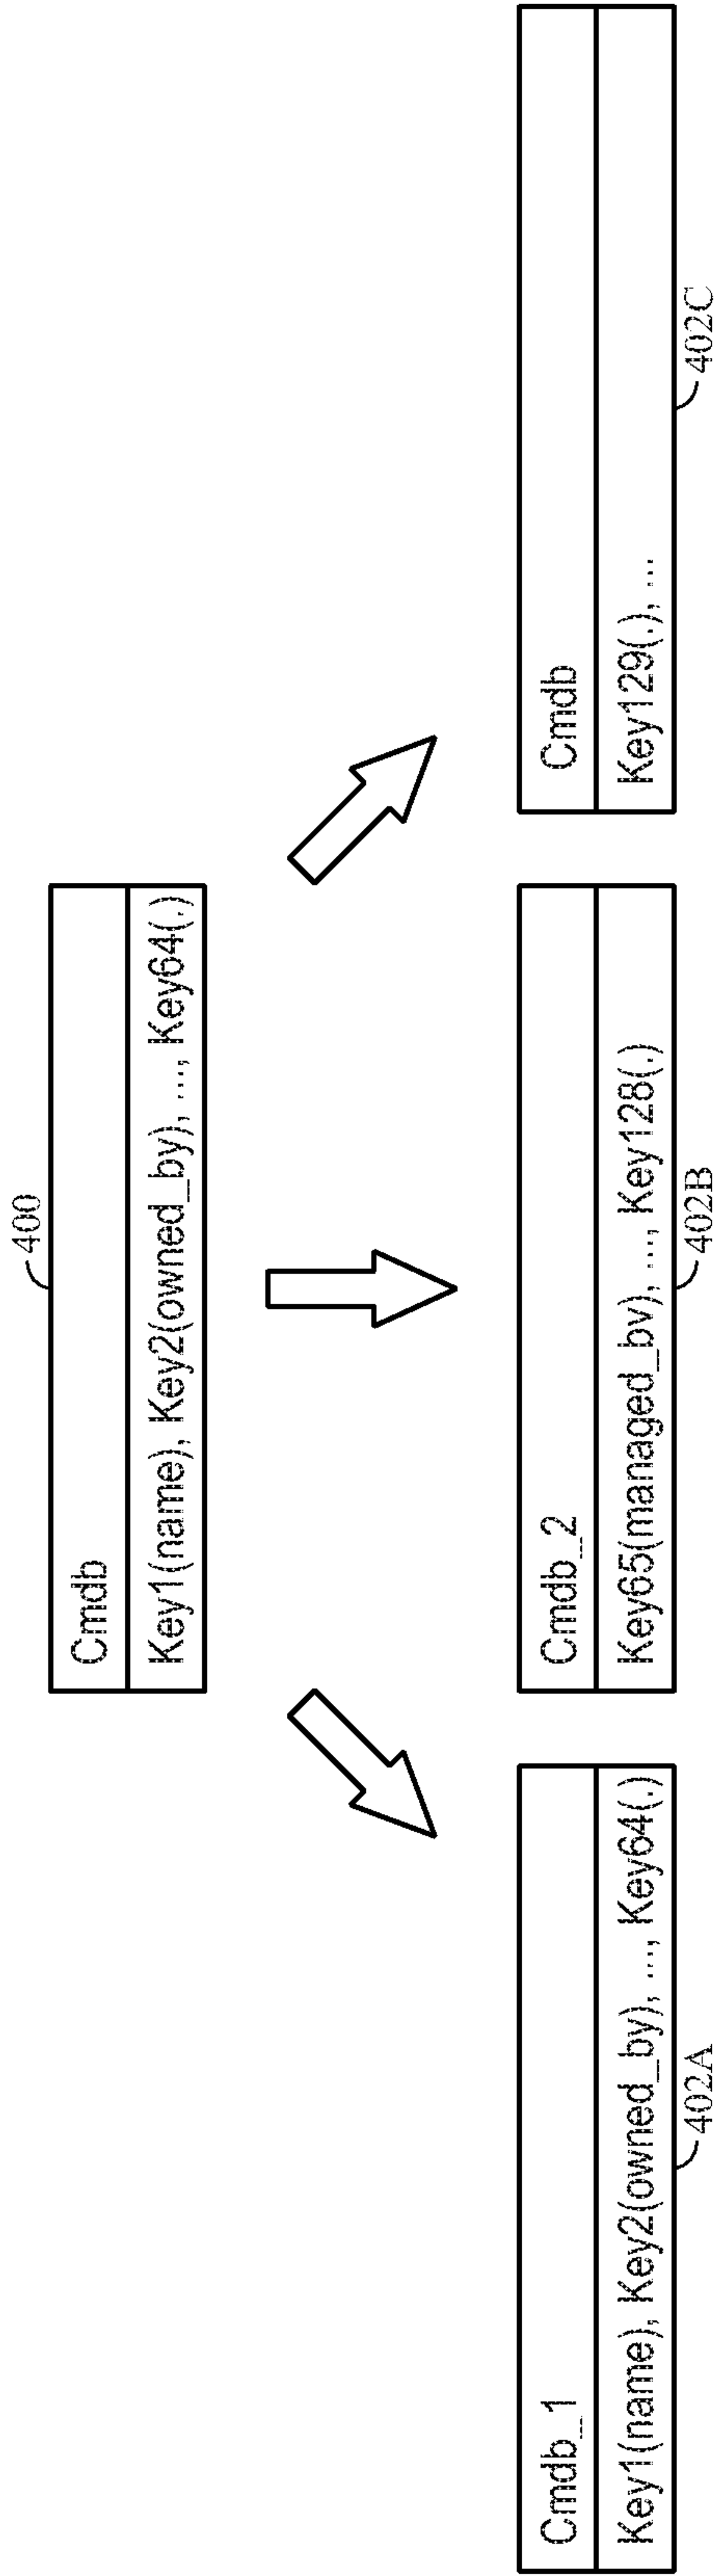 400
Cmdb
Key1(name), Key2(owned_by), ..., Key64(.)
Cmdb_1
Key1(name), Key2(owned_by), ..., Key64(.)
402A
Cmdb_2
Key65(managed_by), ..., Key128(.)
402B
Cmdb
Key129(.), ...
402C